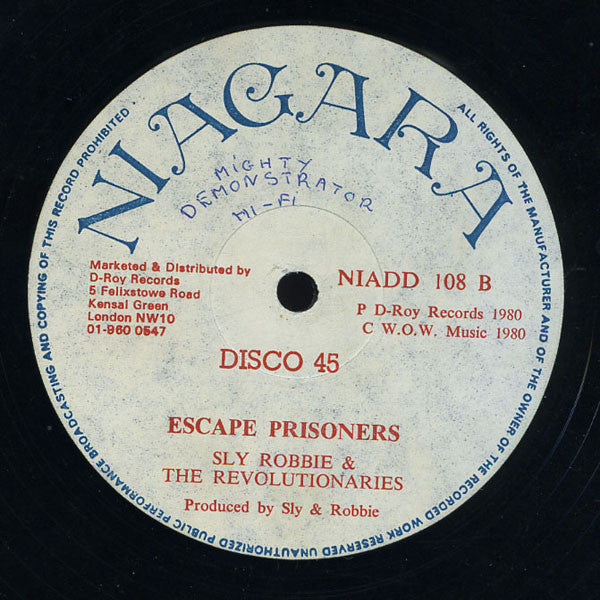 NIAGARA
MIGHTY
DEMONSTRATOR
HI-FI
Marketed & Distributed by
D-Roy Records
5 Felixstowe Road
Kensal Green
London NW10
01-960 0547
NIADD 108 B
P D-Roy Records 1980
C W.O.W. Music 1980
DISCO 45
ESCAPE PRISONERS
SLY ROBBIE &
THE REVOLUTIONARIES
Produced by Sly & Robbie
ALL RIGHTS OF THE MANUFACTURER AND OF THE OWNER OF THE RECORDED WORK RESERVED UNAUTHORIZED PUBLIC PERFORMANCE BROADCASTING AND COPYING OF THIS RECORD PROHIBITED